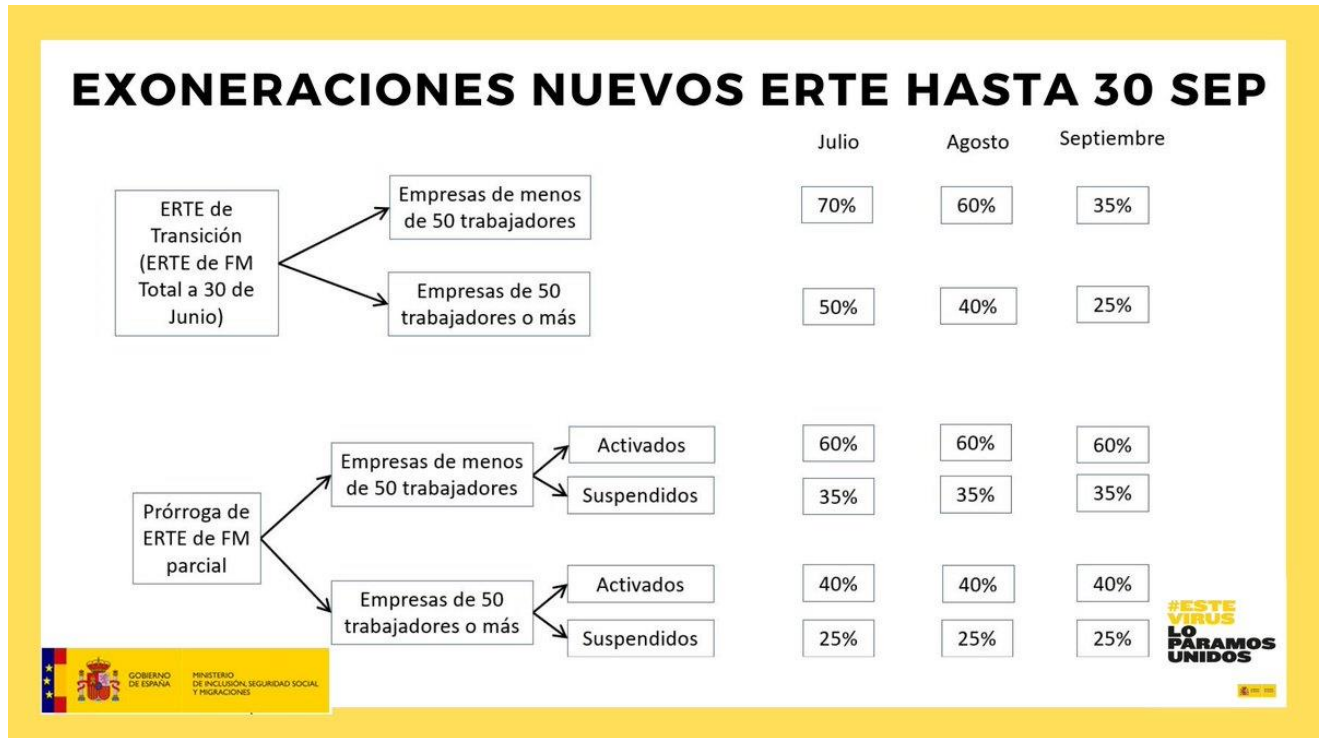 EXONERACIONES NUEVOS ERTE HASTA 30 SEP
Julio Agosto Septiembre
ERTE de
Transición
(ERTE de FM
Total a 30 de
Junio)
Empresas de menos
de 50 trabajadores
70% 60% 35%
Empresas de 50
trabajadores o más
50% 40% 25%
Prórroga de
ERTE de FM
parcial
Empresas de menos
de 50 trabajadores
Activados
60% 60% 60%
Suspendidos
35% 35% 35%
Empresas de 50
trabajadores o más
Activados
40% 40% 40%
Suspendidos
25% 25% 25%
#ESTE
VIRUS
LO
PARAMOS
UNIDOS
GOBIERNO
DE ESPAÑA
MINISTERIO
DE INCLUSIÓN, SEGURIDAD SOCIAL
Y MIGRACIONES